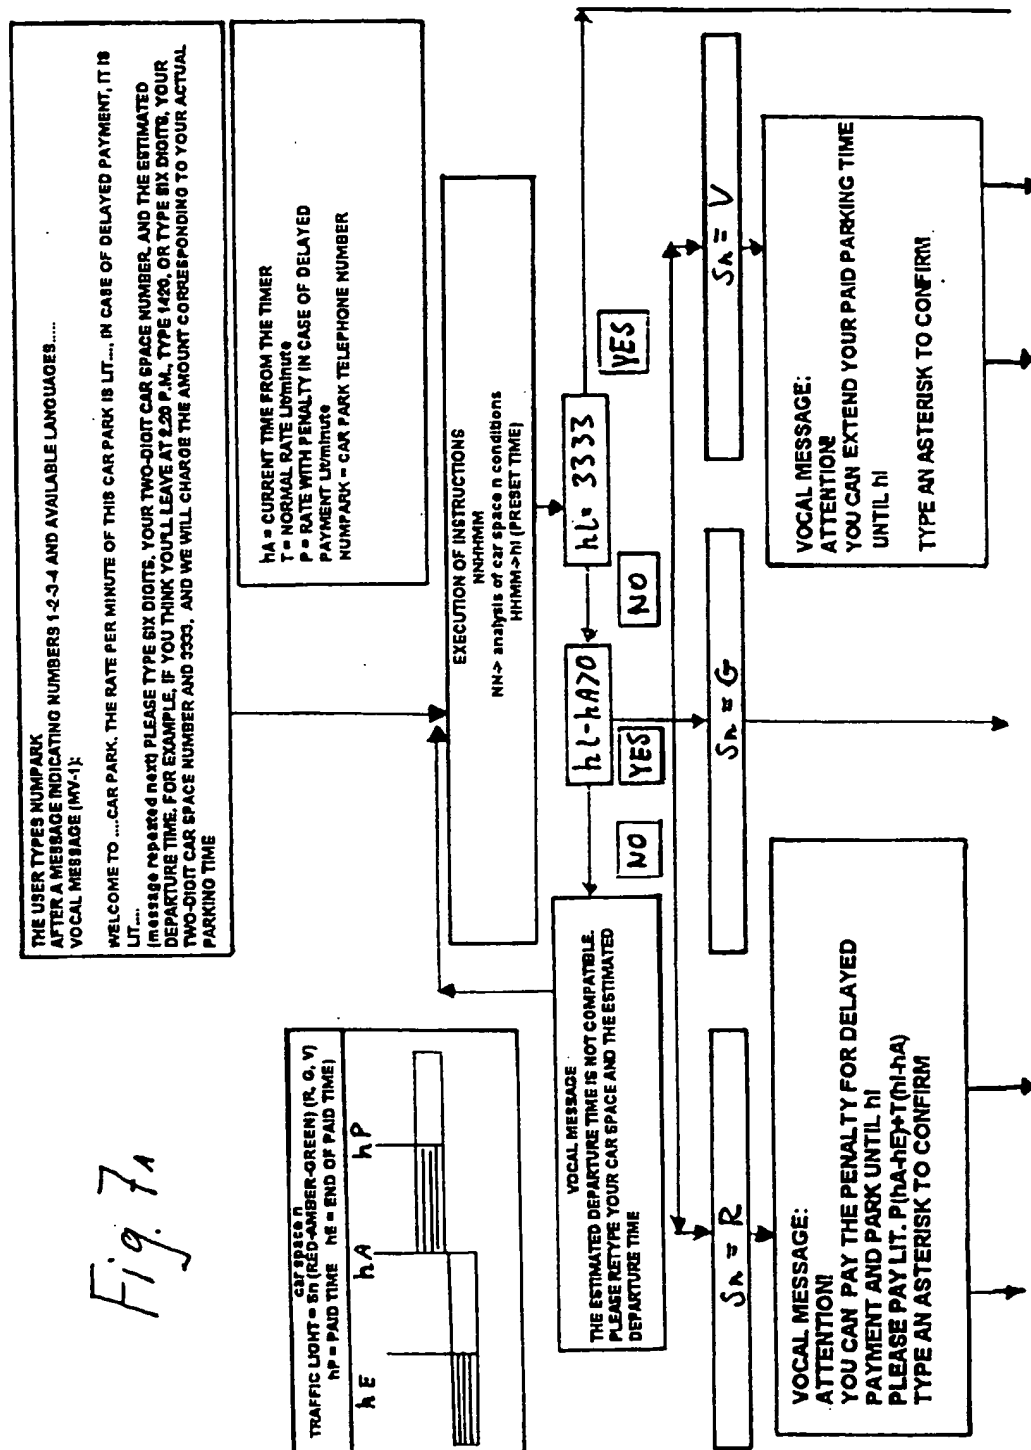 Fig. 7A
THE USER TYPES NUMPARK
AFTER A MESSAGE INDICATING NUMBERS 1-2-3-4 AND AVAILABLE LANGUAGES......
VOCAL MESSAGE (MV-1):
WELCOME TO ....CAR PARK. THE RATE PER MINUTE OF THIS CAR PARK IS LIT...., IN CASE OF DELAYED PAYMENT, IT IS
LIT....
(message repeated next) PLEASE TYPE SIX DIGITS, YOUR TWO-DIGIT CAR SPACE NUMBER, AND THE ESTIMATED
DEPARTURE TIME. FOR EXAMPLE, IF YOU THINK YOU'LL LEAVE AT 2.20 P.M., TYPE 1420, OR TYPE SIX DIGITS, YOUR
TWO-DIGIT CAR SPACE NUMBER AND 3333, AND WE WILL CHARGE THE AMOUNT CORRESPONDING TO YOUR ACTUAL
PARKING TIME
hA = CURRENT TIME FROM THE TIMER
T = NORMAL RATE Lit/minute
P = RATE WITH PENALTY IN CASE OF DELAYED
PAYMENT Lit/minute
NUMPARK = CAR PARK TELEPHONE NUMBER
car space n
TRAFFIC LIGHT = Sn (RED-AMBER-GREEN) (R, G, V)
hP = PAID TIME hE = END OF PAID TIME)
hE hA hP
EXECUTION OF INSTRUCTIONS
NNHHMM
NN-> analysis of car space n conditions
HHMM->hl (PRESET TIME)
VOCAL MESSAGE
THE ESTIMATED DEPARTURE TIME IS NOT COMPATIBLE.
PLEASE RETYPE YOUR CAR SPACE AND THE ESTIMATED
DEPARTURE TIME
NO
hl-hA>0
YES
NO
hl= 3333
YES
Sn = R
Sn = G
Sn = V
VOCAL MESSAGE:
ATTENTION!
YOU CAN PAY THE PENALTY FOR DELAYED
PAYMENT AND PARK UNTIL hl
PLEASE PAY LIT. P(hA-hE)+T(hl-hA)
TYPE AN ASTERISK TO CONFIRM
VOCAL MESSAGE:
ATTENTION!
YOU CAN EXTEND YOUR PAID PARKING TIME
UNTIL hl
TYPE AN ASTERISK TO CONFIRM